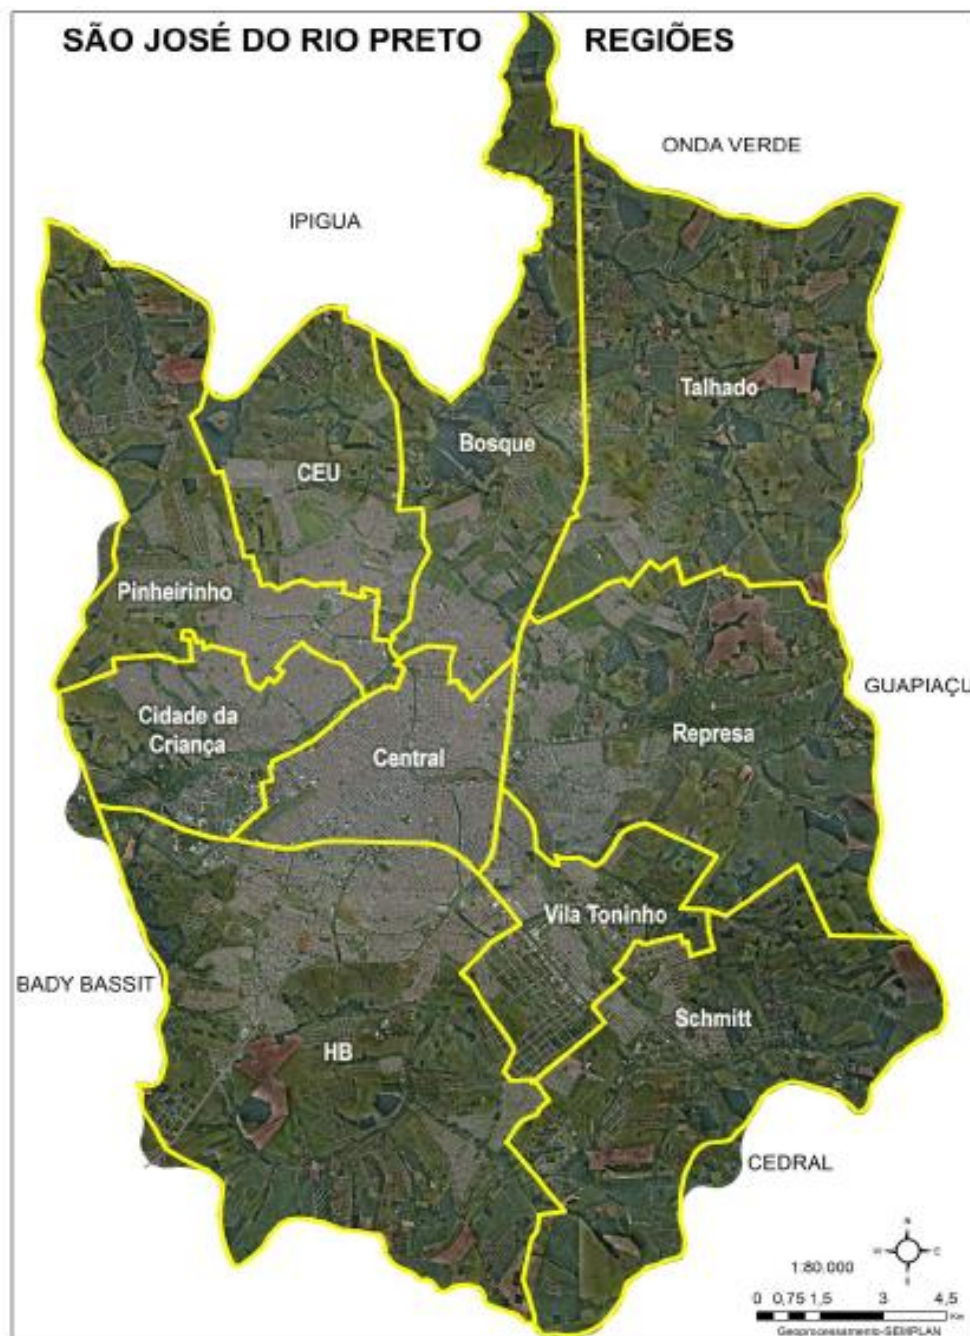 SÃO JOSÉ DO RIO PRETO REGIÕES
ONDA VERDE
IPIGUA
Talhado
Bosque
CEU
Pinheirinho
GUAPIAÇU
Cidade da
Criança
Represa
Central
Vila Toninho
BADY BASSIT
Schmitt
HB
CEDRAL
N
W
E
S
1:80.000
0 0,75 1,5 3 4,5
Km
Geoprocessamento-SEMPLAN